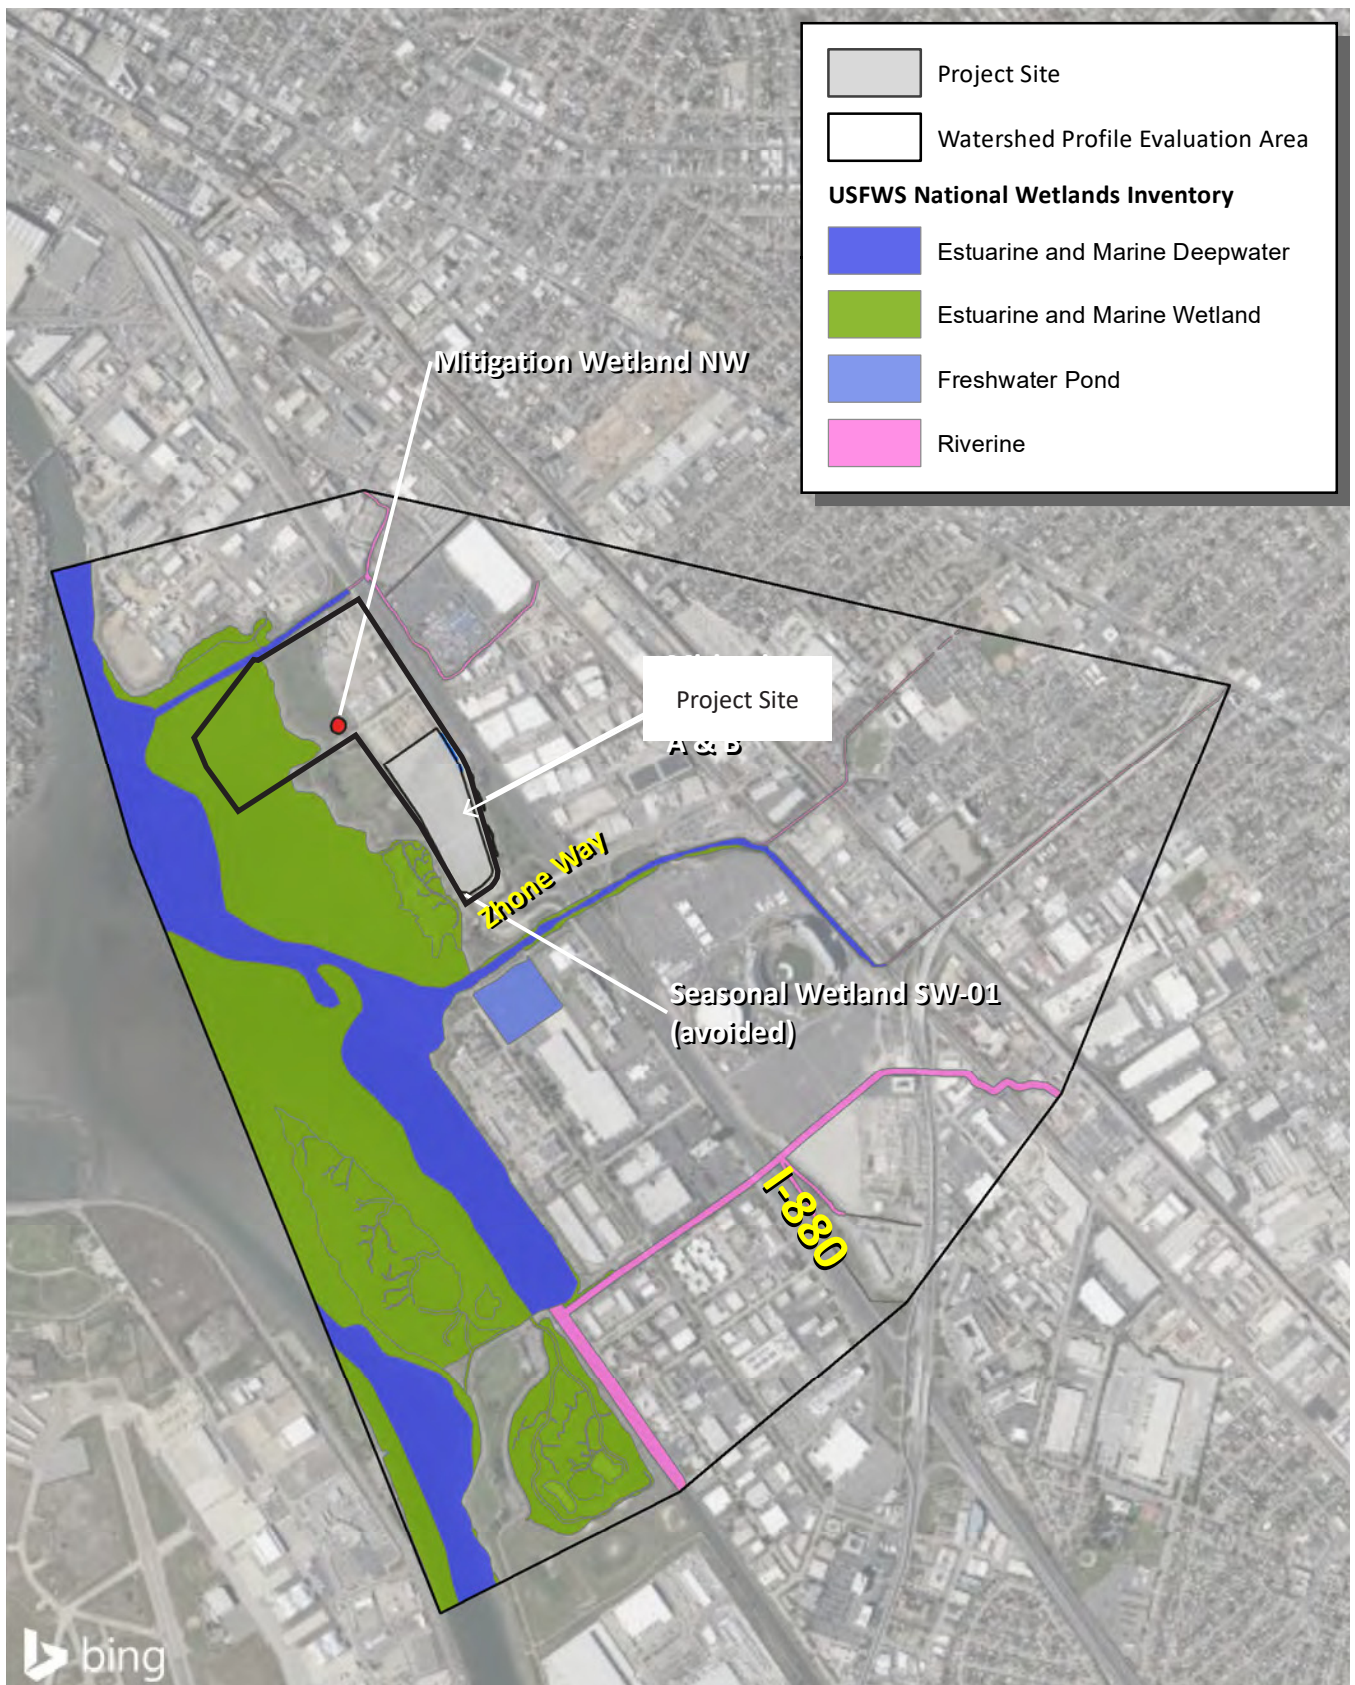 Project Site
Watershed Profile Evaluation Area
USFWS National Wetlands Inventory
Estuarine and Marine Deepwater
Estuarine and Marine Wetland
Freshwater Pond
Riverine
Mitigation Wetland NW
Project Site
A & B
Zhone Way
Seasonal Wetland SW-01
(avoided)
I-880
bing